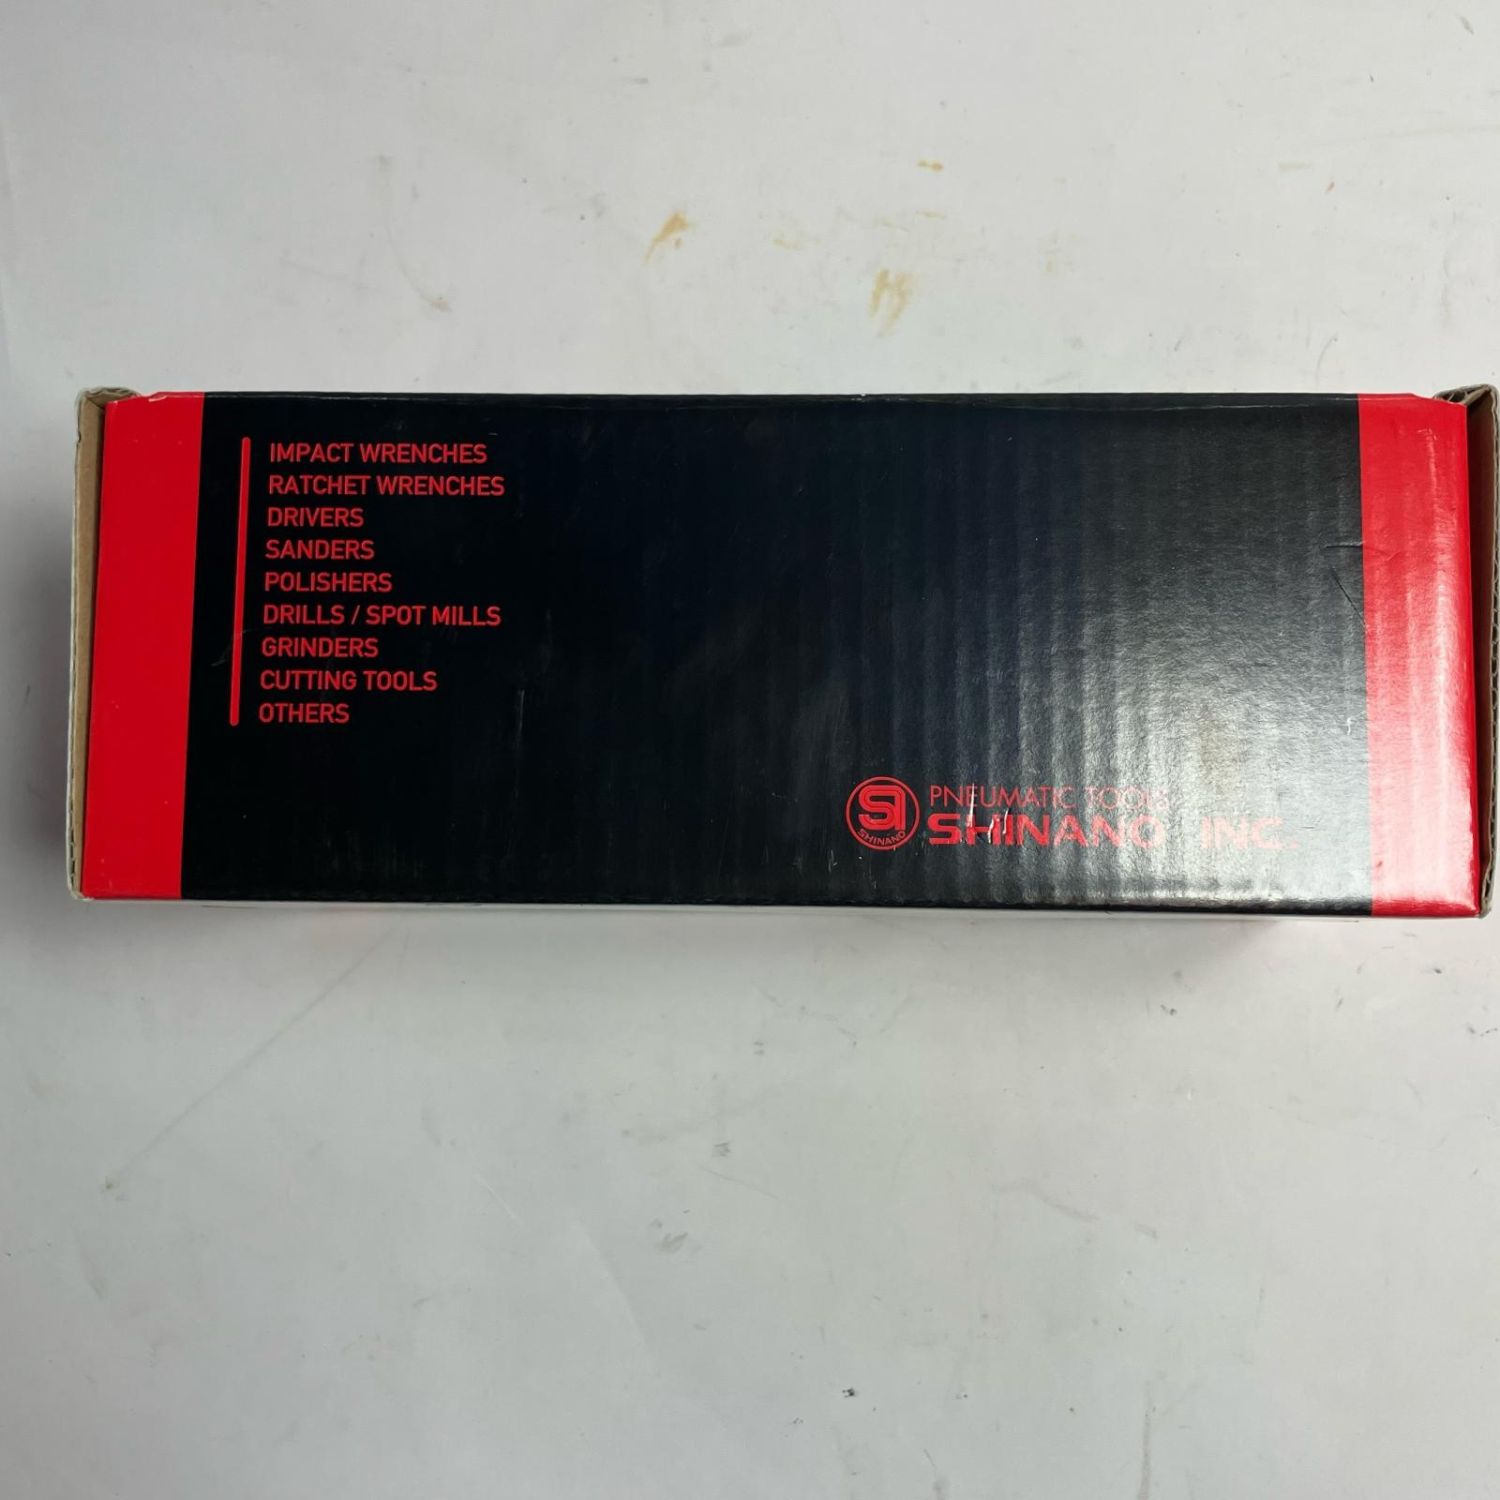 IMPACT WRENCHES
RATCHET WRENCHES
DRIVERS
SANDERS
POLISHERS
DRILLS / SPOT MILLS
GRINDERS
CUTTING TOOLS
OTHERS
SHINANO
PNEUMATIC TOOLS
SHINANO INC.